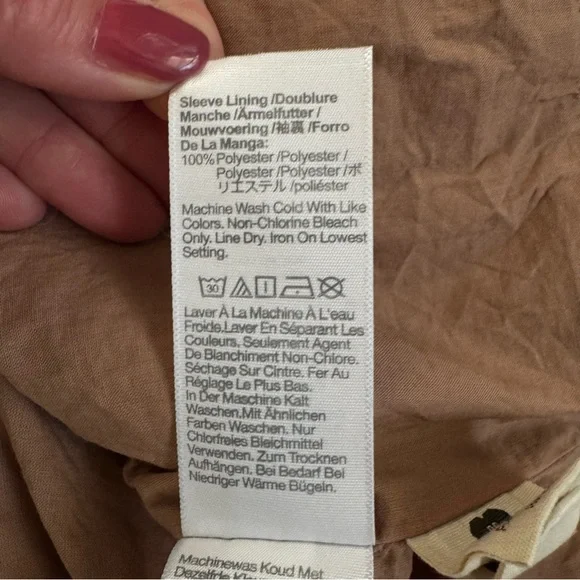 Sleeve Lining /Doublure
Manche /Ärmelfutter /
Mouwvoering /袖裏 /Forro
De La Manga:
100% Polyester /Polyester /
Polyester /Polyester /ポ
リエステル /poliéster
Machine Wash Cold With Like
Colors. Non-Chlorine Bleach
Only. Line Dry. Iron On Lowest
Setting.
30
Laver À La Machine À L'eau
Froide.Laver En Séparant Les
Couleurs, Seulement Agent
De Blanchiment Non-Chlore.
Séchage Sur Cintre. Fer Au
Réglage Le Plus Bas.
In Der Maschine Kalt
Waschen.Mit Ähnlichen
Farben Waschen. Nur
Chlorfreies Bleichmittel
Verwenden. Zum Trocknen
Aufhängen. Bei Bedarf Bei
Niedriger Wärme Bügeln.
Machinewas Koud Met
Dezelfde